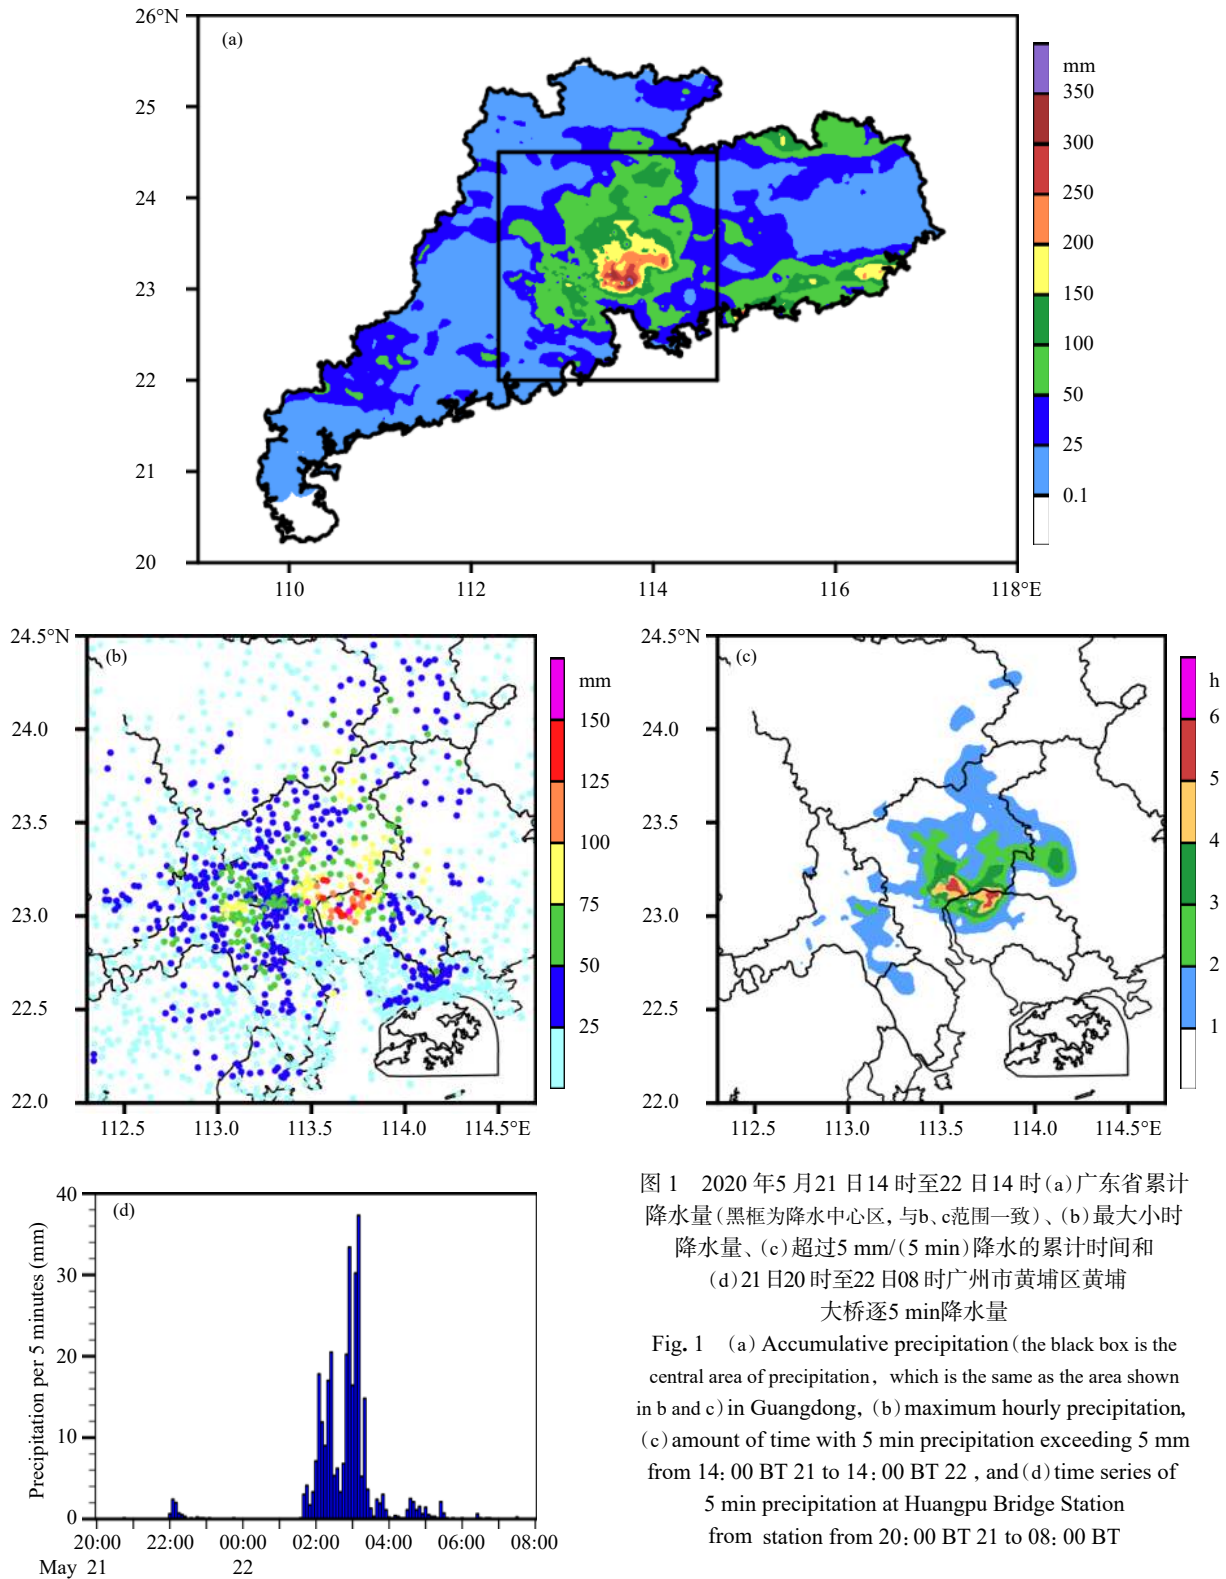 26°N
(a)
25
24
23
22
21
20
110
112
114
116
118°E
mm
350
300
250
200
150
100
50
25
0.1
24.5°N
(b)
24.0
23.5
23.0
22.5
22.0
112.5
113.0
113.5
114.0
114.5°E
mm
150
125
100
75
50
25
24.5°N
(c)
24.0
23.5
23.0
22.5
22.0
112.5
113.0
113.5
114.0
114.5°E
h
6
5
4
3
2
1
(d)
Precipitation per 5 minutes (mm)
40
30
20
10
0
20:00
22:00
00:00
02:00
04:00
06:00
08:00
May 21
22
图 1 2020 年5 月21 日14 时至22 日14 时(a)广东省累计
降水量(黑框为降水中心区, 与b、c范围一致)、(b)最大小时
降水量、(c)超过5 mm/(5 min)降水的累计时间和
(d)21日20 时至22 日08 时广州市黄埔区黄埔
大桥逐5 min降水量
Fig. 1 (a) Accumulative precipitation(the black box is the
central area of precipitation, which is the same as the area shown
in b and c)in Guangdong, (b)maximum hourly precipitation,
(c)amount of time with 5 min precipitation exceeding 5 mm
from 14: 00 BT 21 to 14: 00 BT 22 , and(d)time series of
5 min precipitation at Huangpu Bridge Station
from station from 20: 00 BT 21 to 08: 00 BT